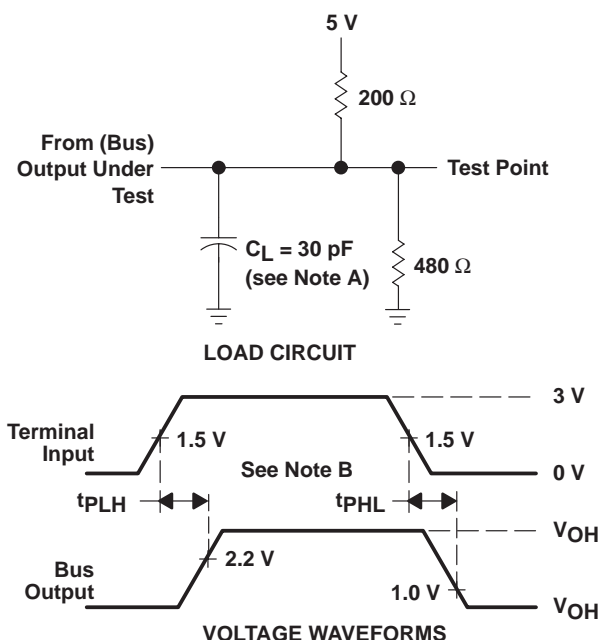 5 V
200 Ω
From (Bus)
Output Under
Test
Test Point
CL = 30 pF
(see Note A)
480 Ω
LOAD CIRCUIT
3 V
Terminal
Input
1.5 V
1.5 V
See Note B
0 V
tPLH
tPHL
VOH
Bus
Output
2.2 V
1.0 V
VOH
VOLTAGE WAVEFORMS